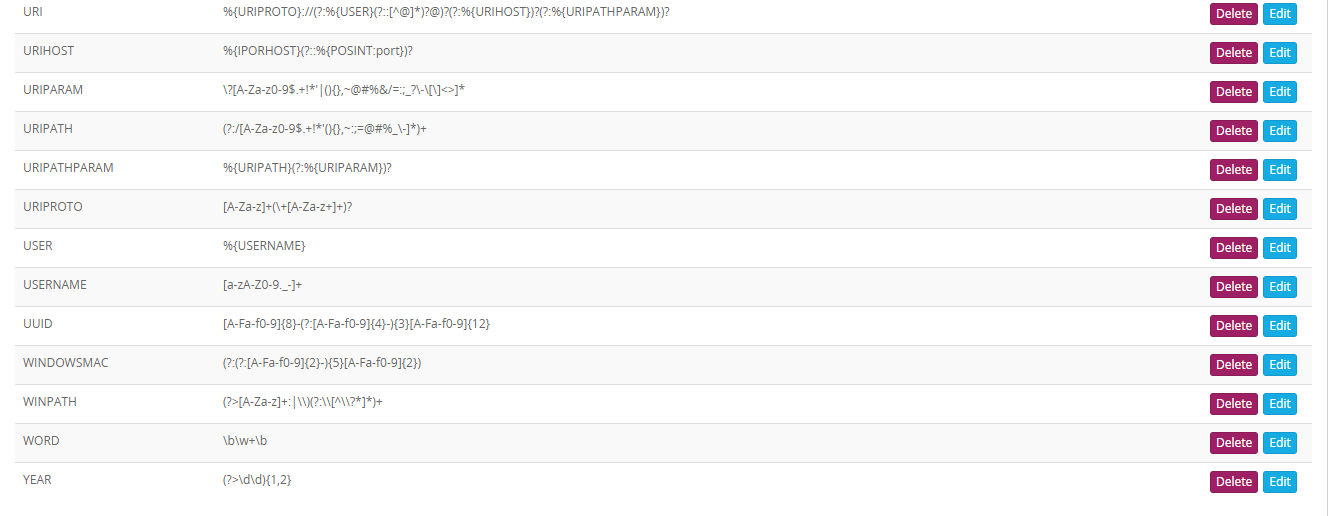 URI %{URIPROTO}://(?:%{USER}(?::[^@]*)?@)?(?:%{URIHOST})?(?:%{URIPATHPARAM})? Delete Edit
URIHOST %{IPORHOST}(?::%{POSINT:port})? Delete Edit
URIPARAM \?[A-Za-z0-9$.+!*'|(){},~@#%&/=:;_?\-\[\]<>]* Delete Edit
URIPATH (?:/[A-Za-z0-9$.+!*'(){},~:;=@#%_\-]*)+ Delete Edit
URIPATHPARAM %{URIPATH}(?:%{URIPARAM})? Delete Edit
URIPROTO [A-Za-z]+(\+[A-Za-z+]+)? Delete Edit
USER %{USERNAME} Delete Edit
USERNAME [a-zA-Z0-9._-]+ Delete Edit
UUID [A-Fa-f0-9]{8}-(?:[A-Fa-f0-9]{4}-){3}[A-Fa-f0-9]{12} Delete Edit
WINDOWSMAC (?:(?:[A-Fa-f0-9]{2}-){5}[A-Fa-f0-9]{2}) Delete Edit
WINPATH (?>[A-Za-z]+:|\\)(?:\\[^\\?*]*)+ Delete Edit
WORD \b\w+\b Delete Edit
YEAR (?>\d\d){1,2} Delete Edit